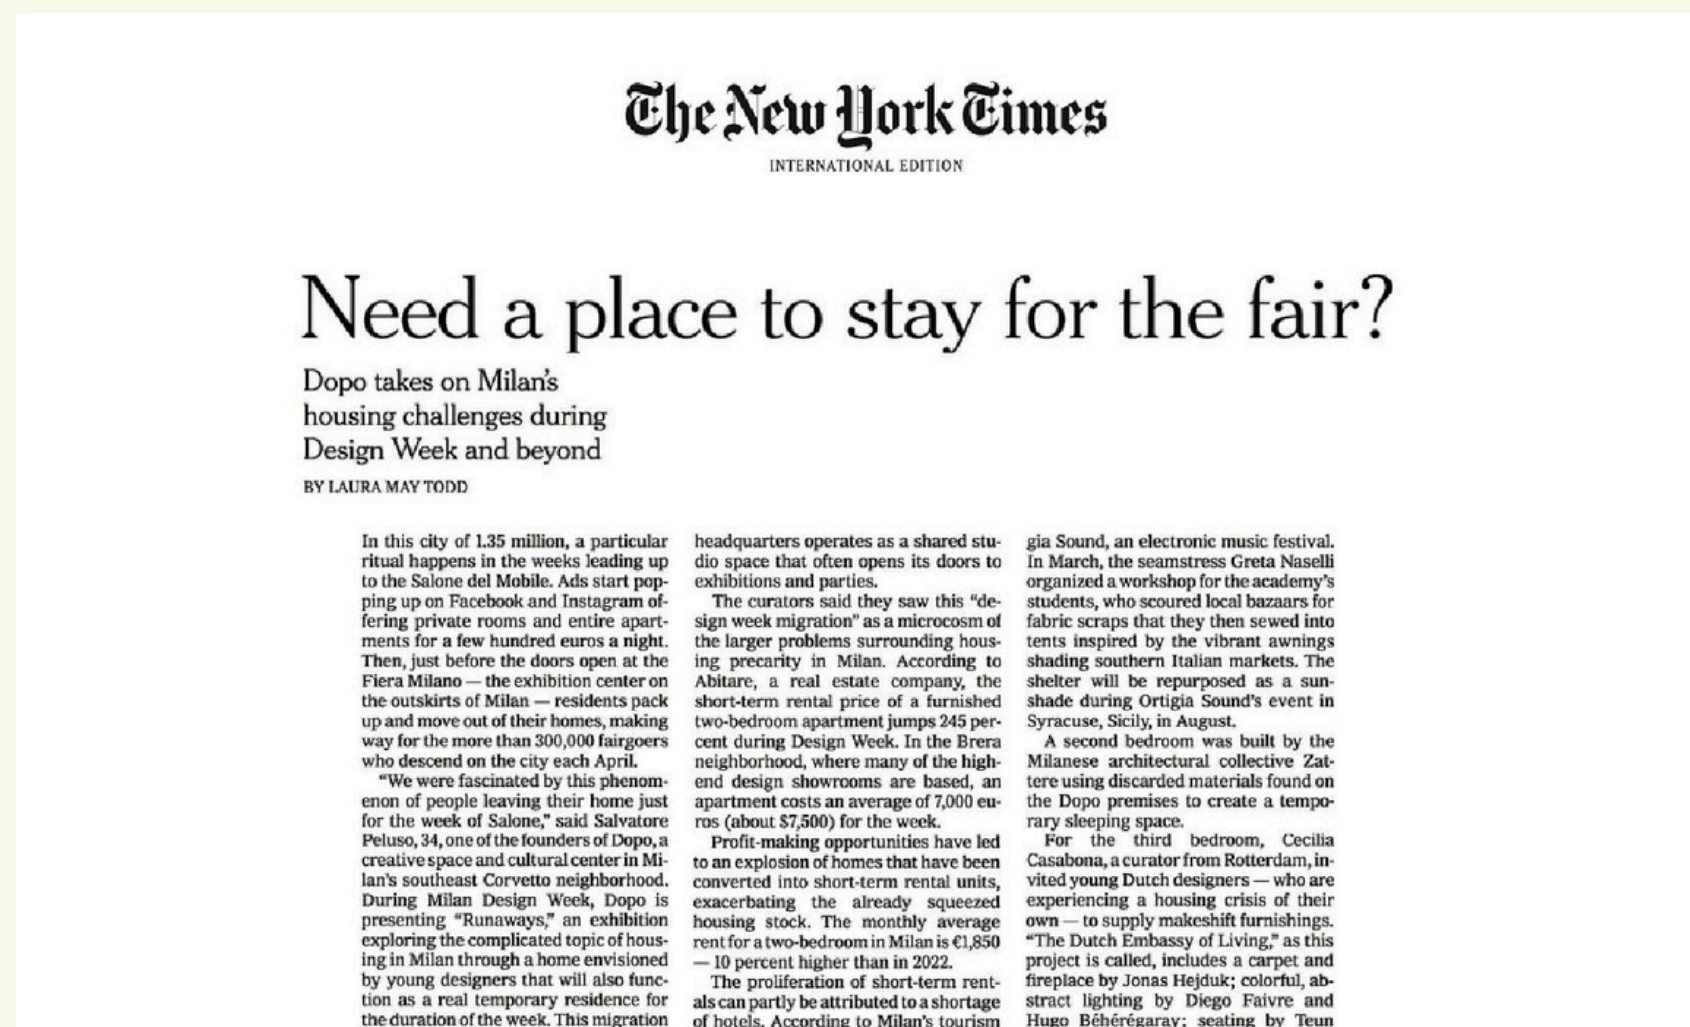 The New York Times
INTERNATIONAL EDITION
Need a place to stay for the fair?
Dopo takes on Milan's
housing challenges during
Design Week and beyond
BY LAURA MAY TODD
In this city of 1.35 million, a particular
ritual happens in the weeks leading up
to the Salone del Mobile. Ads start pop-
ping up on Facebook and Instagram of-
fering private rooms and entire apart-
ments for a few hundred euros a night.
Then, just before the doors open at the
Fiera Milano — the exhibition center on
the outskirts of Milan — residents pack
up and move out of their homes, making
way for the more than 300,000 fairgoers
who descend on the city each April.
“We were fascinated by this phenom-
enon of people leaving their home just
for the week of Salone,” said Salvatore
Peluso, 34, one of the founders of Dopo, a
creative space and cultural center in Mi-
lan's southeast Corvetto neighborhood.
During Milan Design Week, Dopo is
presenting “Runaways,” an exhibition
exploring the complicated topic of hous-
ing in Milan through a home envisioned
by young designers that will also func-
tion as a real temporary residence for
the duration of the week. This migration
headquarters operates as a shared stu-
dio space that often opens its doors to
exhibitions and parties.
The curators said they saw this “de-
sign week migration” as a microcosm of
the larger problems surrounding hous-
ing precarity in Milan. According to
Abitare, a real estate company, the
short-term rental price of a furnished
two-bedroom apartment jumps 245 per-
cent during Design Week. In the Brera
neighborhood, where many of the high-
end design showrooms are based, an
apartment costs an average of 7,000 eu-
ros (about $7,500) for the week.
Profit-making opportunities have led
to an explosion of homes that have been
converted into short-term rental units,
exacerbating the already squeezed
housing stock. The monthly average
rent for a two-bedroom in Milan is €1,850
— 10 percent higher than in 2022.
The proliferation of short-term rent-
als can partly be attributed to a shortage
of hotels. According to Milan's tourism
gia Sound, an electronic music festival.
In March, the seamstress Greta Naselli
organized a workshop for the academy's
students, who scoured local bazaars for
fabric scraps that they then sewed into
tents inspired by the vibrant awnings
shading southern Italian markets. The
shelter will be repurposed as a sun-
shade during Ortigia Sound's event in
Syracuse, Sicily, in August.
A second bedroom was built by the
Milanese architectural collective Zat-
tere using discarded materials found on
the Dopo premises to create a tempo-
rary sleeping space.
For the third bedroom, Cecilia
Casabona, a curator from Rotterdam, in-
vited young Dutch designers — who are
experiencing a housing crisis of their
own — to supply makeshift furnishings.
“The Dutch Embassy of Living,” as this
project is called, includes a carpet and
fireplace by Jonas Hejduk; colorful, ab-
stract lighting by Diego Faivre and
Hugo Béhérégaray; seating by Teun